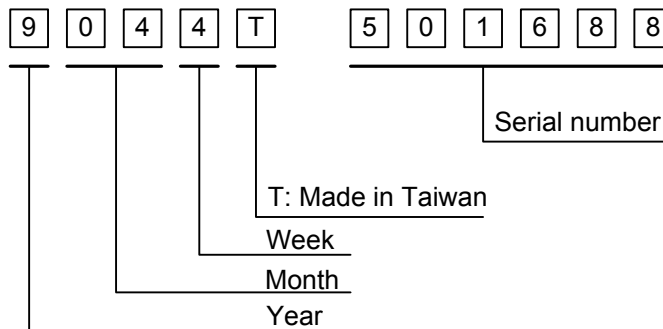 9 0 4 4 T 5 0 1 6 8 8
Serial number
T: Made in Taiwan
Week
Month
Year